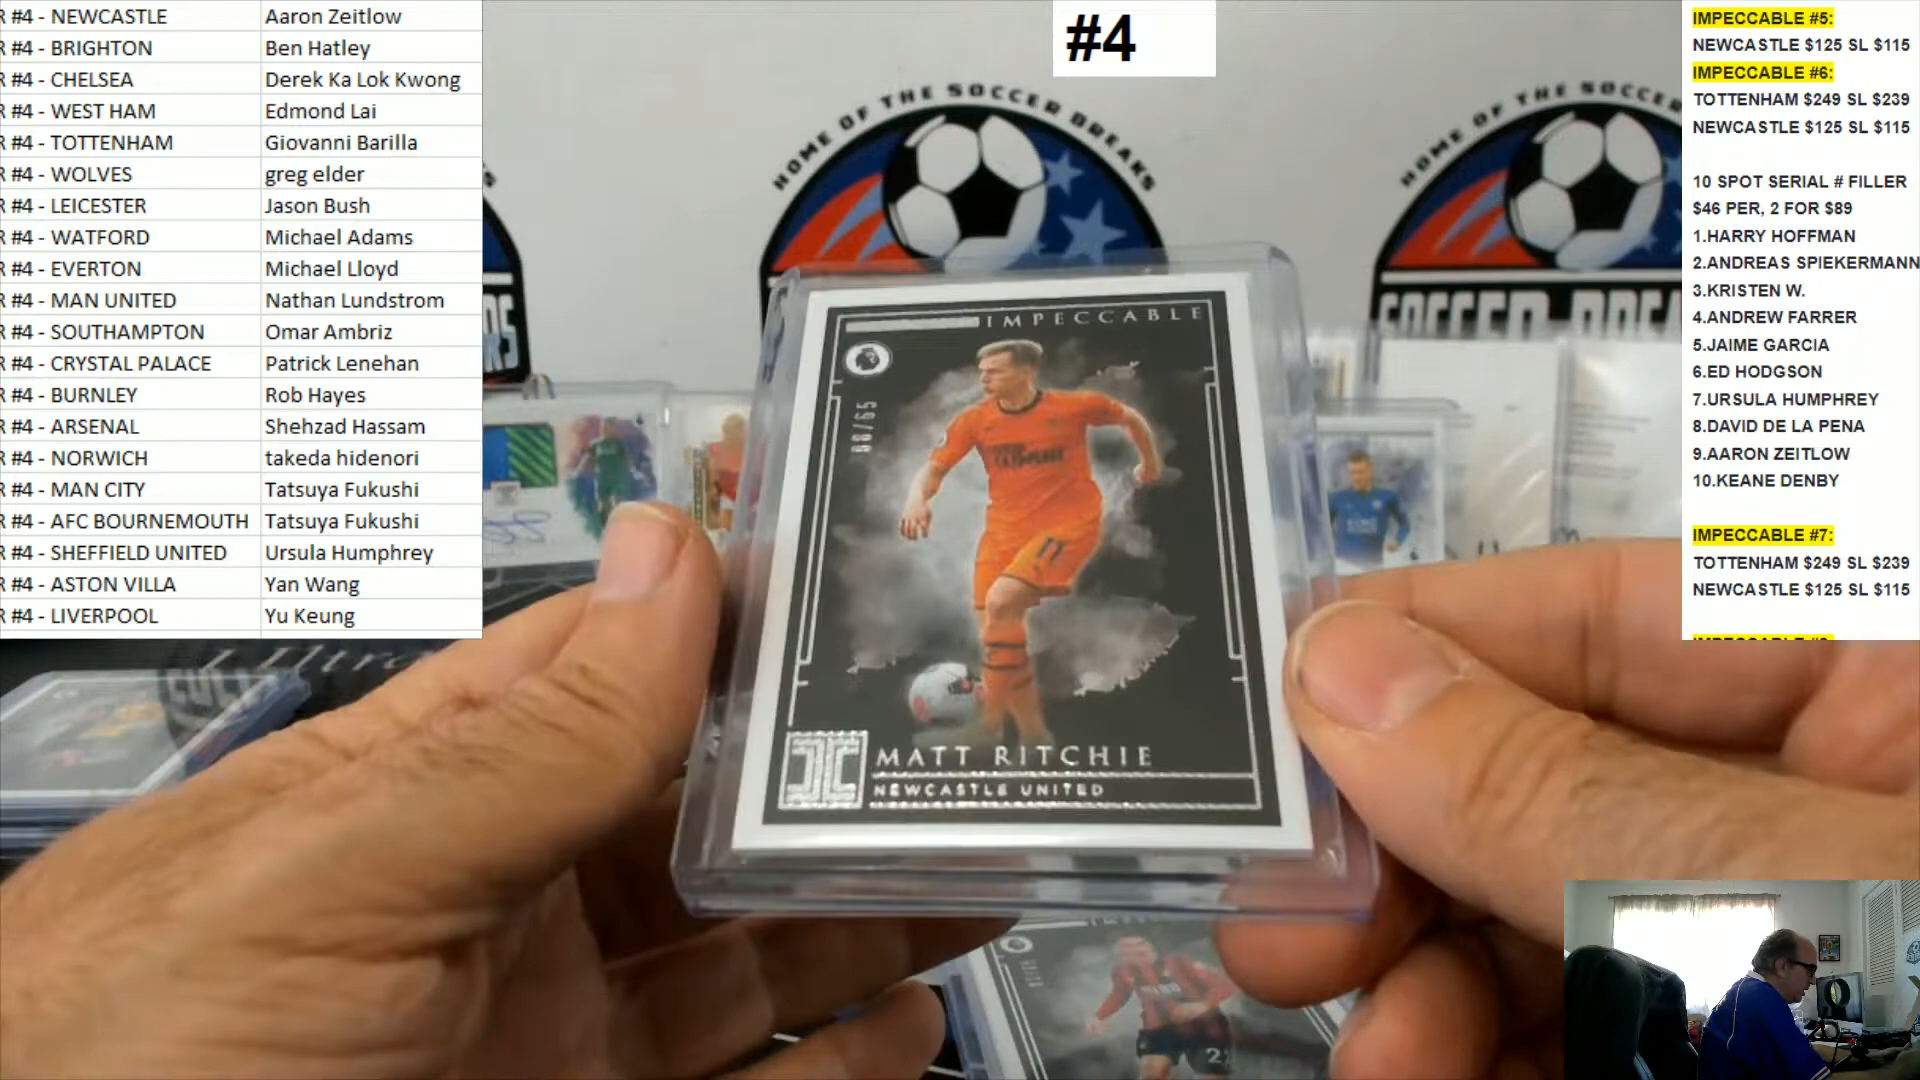 R #4 - NEWCASTLE Aaron Zeitlow
R #4 - BRIGHTON Ben Hatley
R #4 - CHELSEA Derek Ka Lok Kwong
R #4 - WEST HAM Edmond Lai
R #4 - TOTTENHAM Giovanni Barilla
R #4 - WOLVES greg elder
R #4 - LEICESTER Jason Bush
R #4 - WATFORD Michael Adams
R #4 - EVERTON Michael Lloyd
R #4 - MAN UNITED Nathan Lundstrom
R #4 - SOUTHAMPTON Omar Ambriz
R #4 - CRYSTAL PALACE Patrick Lenehan
R #4 - BURNLEY Rob Hayes
R #4 - ARSENAL Shehzad Hassam
R #4 - NORWICH takeda hidenori
R #4 - MAN CITY Tatsuya Fukushi
R #4 - AFC BOURNEMOUTH Tatsuya Fukushi
R #4 - SHEFFIELD UNITED Ursula Humphrey
R #4 - ASTON VILLA Yan Wang
R #4 - LIVERPOOL Yu Keung
#4
HOME OF THE SOCCER BREAKS
HOME OF THE SOCCER
SOCCER BREAKS
IMPECCABLE
11
MATT RITCHIE
NEWCASTLE UNITED
IMPECCABLE #5:
NEWCASTLE $125 SL $115
IMPECCABLE #6:
TOTTENHAM $249 SL $239
NEWCASTLE $125 SL $115
10 SPOT SERIAL # FILLER
$46 PER, 2 FOR $89
1.HARRY HOFFMAN
2.ANDREAS SPIEKERMANN
3.KRISTEN W.
4.ANDREW FARRER
5.JAIME GARCIA
6.ED HODGSON
7.URSULA HUMPHREY
8.DAVID DE LA PENA
9.AARON ZEITLOW
10.KEANE DENBY
IMPECCABLE #7:
TOTTENHAM $249 SL $239
NEWCASTLE $125 SL $115